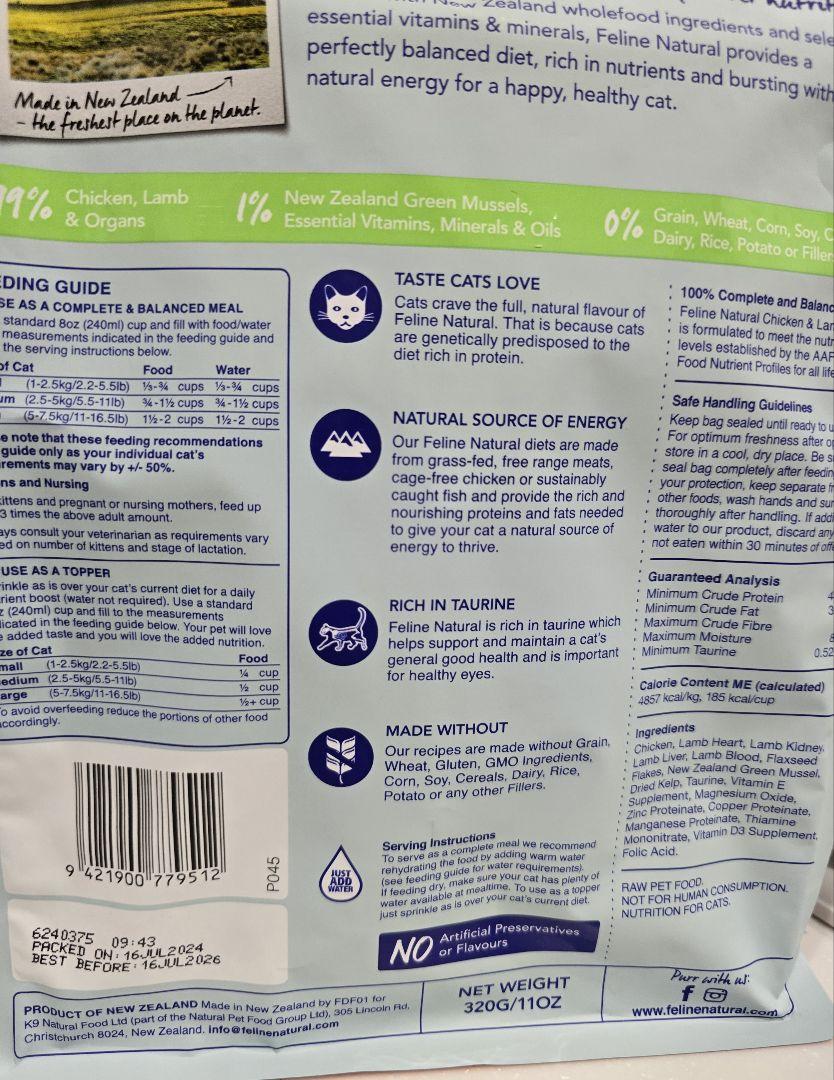 New Zealand wholefood ingredients and
essential vitamins & minerals, Feline Natural provides a
perfectly balanced diet, rich in nutrients and bursting with
natural energy for a happy, healthy cat.
Made in New Zealand
- the freshest place on the planet.
Chicken, Lamb
& Organs
1% New Zealand Green Mussels,
Essential Vitamins, Minerals & Oils
0% Grain, Wheat, Corn, Soy,
Dairy, Rice, Potato or
GUIDE
AS A COMPLETE & BALANCED MEAL
standard 8oz (240ml) cup and fill with food/water
measurements indicated in the feeding guide and
the serving instructions below.
of Cat Food Water
(1-2.5kg/2.2-5.5lb) ⅓-¾ cups ⅓-¾ cups
(2.5-5kg/5.5-11lb) ¾-1½ cups ¾-1½ cups
(5-7.5kg/11-16.5lb) 1½-2 cups 1½-2 cups
note that these feeding recommendations
guide only as your individual cat's
may vary by +/- 50%.
and Nursing
and pregnant or nursing mothers, feed up
3 times the above adult amount.
consult your veterinarian as requirements vary
on number of kittens and stage of lactation.
USE AS A TOPPER
as is over your cat's current diet for a daily
boost (water not required). Use a standard
(240ml) cup and fill to the measurements
in the feeding guide below. Your pet will love
added taste and you will love the added nutrition.
of Cat Food
(1-2.5kg/2.2-5.5lb) ¼ cup
(2.5-5kg/5.5-11lb) ½ cup
(5-7.5kg/11-16.5lb) ½+ cup
avoid overfeeding reduce the portions of other food
TASTE CATS LOVE
Cats crave the full, natural flavour of
Feline Natural. That is because cats
are genetically predisposed to the
diet rich in protein.
NATURAL SOURCE OF ENERGY
Our Feline Natural diets are made
from grass-fed, free range meats,
cage-free chicken or sustainably
caught fish and provide the rich and
nourishing proteins and fats needed
to give your cat a natural source of
energy to thrive.
RICH IN TAURINE
Feline Natural is rich in taurine which
helps support and maintain a cat's
general good health and is important
for healthy eyes.
MADE WITHOUT
Our recipes are made without Grain,
Wheat, Gluten, GMO Ingredients,
Corn, Soy, Cereals, Dairy, Rice,
Potato or any other Fillers.
JUST
ADD
WATER
Serving Instructions
To serve as a complete meal we recommend
rehydrating the food by adding warm water
(see feeding guide for water requirements).
If feeding dry, make sure your cat has plenty of
water available at mealtime. To use as a topper
just sprinkle as is over your cat's current diet.
NO Artificial Preservatives
or Flavours
100% Complete and
Feline Natural Chicken &
is formulated to meet the
levels established by the
Food Nutrient Profiles for all
Safe Handling Guidelines
Keep bag sealed until ready to
For optimum freshness after
store in a cool, dry place. Be
seal bag completely after
your protection, keep separate
other foods, wash hands and
thoroughly after handling. If
water to our product, discard any
not eaten within 30 minutes of
Guaranteed Analysis
Minimum Crude Protein
Minimum Crude Fat
Maximum Crude Fibre
Maximum Moisture
Minimum Taurine
Calorie Content ME (calculated)
4857 kcal/kg, 185 kcal/cup
Ingredients
Chicken, Lamb Heart, Lamb Kidney,
Lamb Liver, Lamb Blood, Flaxseed
Flakes, New Zealand Green Mussel,
Dried Kelp, Taurine, Vitamin E
Supplement, Magnesium Oxide,
Zinc Proteinate, Copper Proteinate,
Manganese Proteinate, Thiamine
Mononitrate, Vitamin D3 Supplement,
Folic Acid.
RAW PET FOOD.
NOT FOR HUMAN CONSUMPTION.
NUTRITION FOR CATS.
9 421900 779512
P045
6240375 09:43
PACKED ON: 16JUL2024
BEST BEFORE: 16JUL2026
PRODUCT OF NEW ZEALAND Made in New Zealand by FDF01 for
K9 Natural Food Ltd (part of the Natural Pet Food Group Ltd), 305 Lincoln Rd,
Christchurch 8024, New Zealand. info@felinenatural.com
NET WEIGHT
320G/11OZ
Purr with us:
www.felinenatural.com